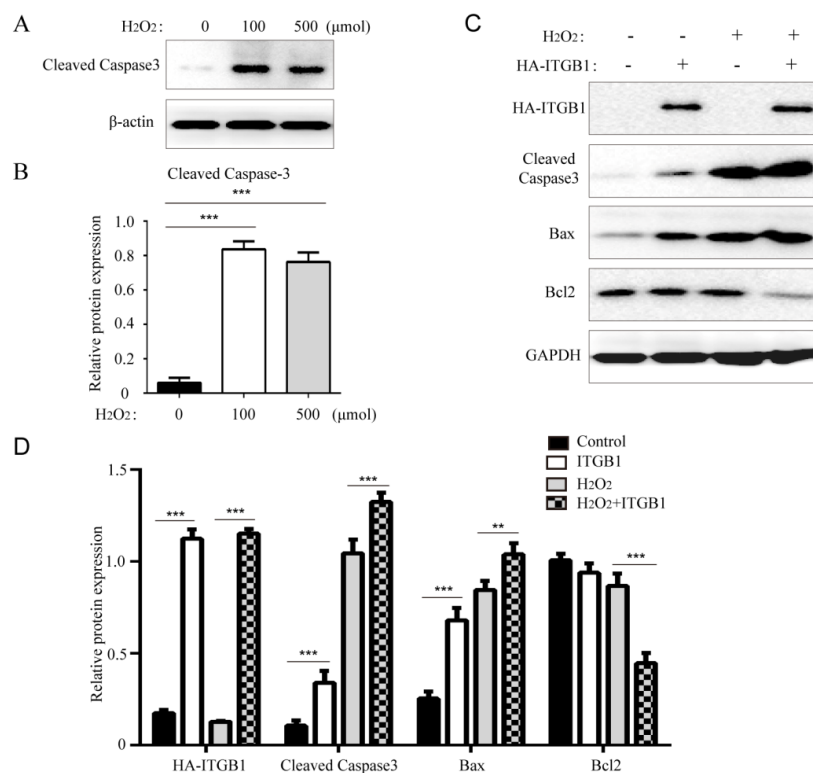 A
H2O2: 0 100 500 (μmol)
Cleaved Caspase3
β-actin
B
Cleaved Caspase-3
***
***
Relative protein expression
1.0
0.8
0.6
0.4
0.2
0
H2O2: 0 100 500 (μmol)
C
H2O2: - - + +
HA-ITGB1: - + - +
HA-ITGB1
Cleaved
Caspase3
Bax
Bcl2
GAPDH
D
Control
ITGB1
H2O2
H2O2+ITGB1
Relative protein expression
1.5
1.0
0.5
0
*** ***
*** ***
*** **
***
HA-ITGB1 Cleaved Caspase3 Bax Bcl2